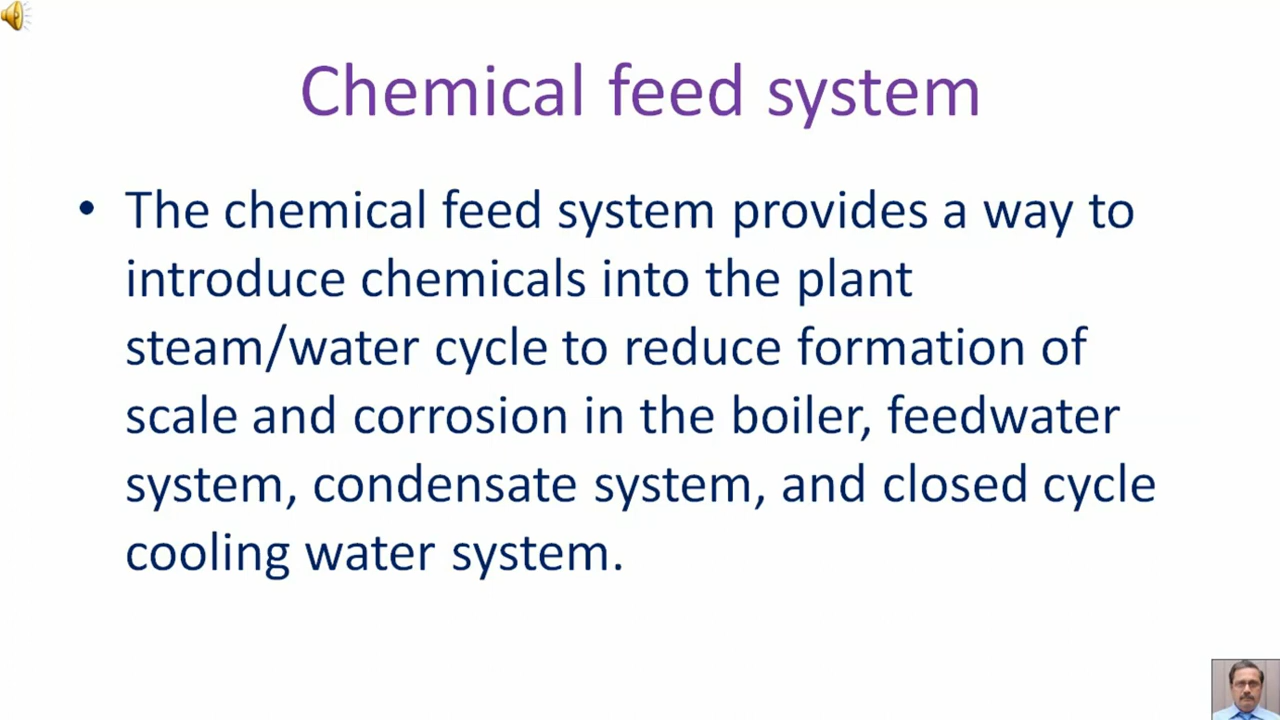 Chemical feed system
• The chemical feed system provides a way to
introduce chemicals into the plant
steam/water cycle to reduce formation of
scale and corrosion in the boiler, feedwater
system, condensate system, and closed cycle
cooling water system.